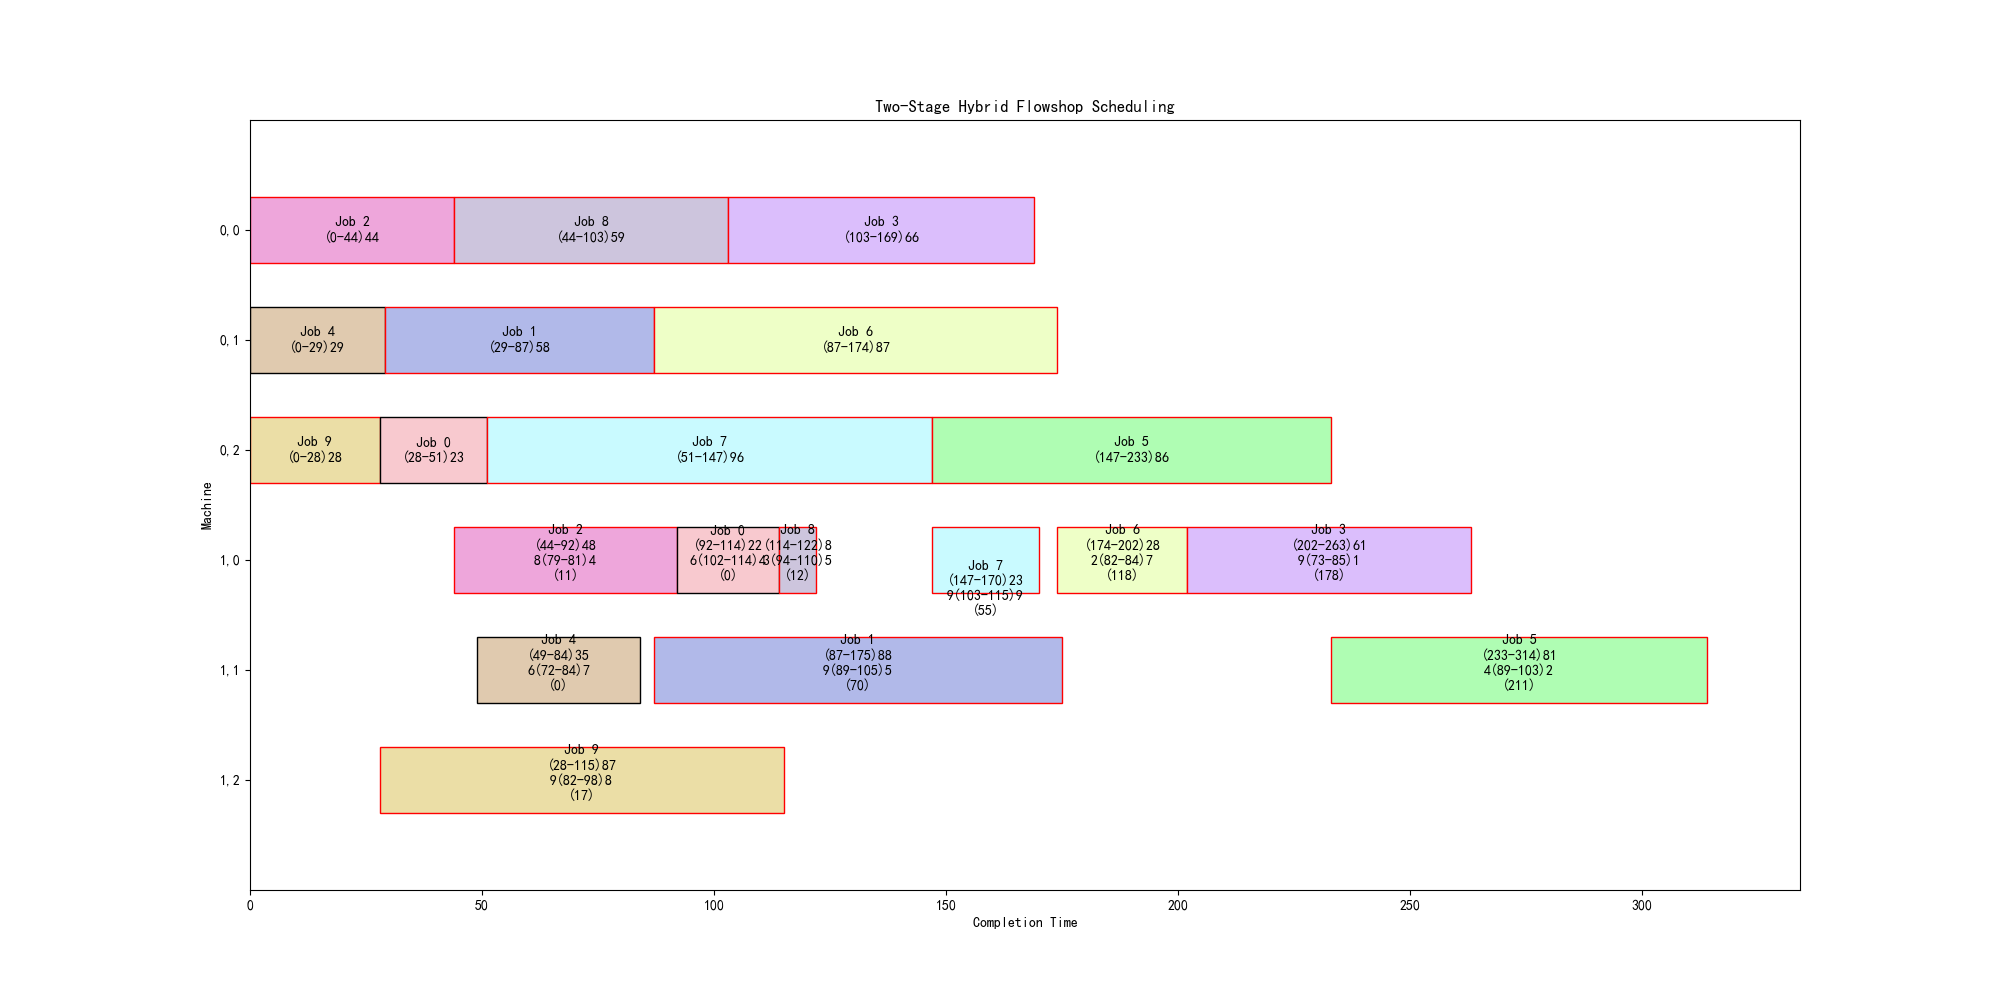 Two-Stage Hybrid Flowshop Scheduling
0,0
Job 2
(0-44)44
Job 8
(44-103)59
Job 3
(103-169)66
0,1
Job 4
(0-29)29
Job 1
(29-87)58
Job 6
(87-174)87
0,2
Job 9
(0-28)28
Job 0
(28-51)23
Job 7
(51-147)96
Job 5
(147-233)86
Machine
1,0
Job 2
(44-92)48
8(79-81)4
(11)
Job 0
(92-114)22
6(102-114)4
(0)
Job 8
(114-122)8
3(94-110)5
(12)
Job 7
(147-170)23
9(103-115)9
(55)
Job 6
(174-202)28
2(82-84)7
(118)
Job 3
(202-263)61
9(73-85)1
(178)
1,1
Job 4
(49-84)35
6(72-84)7
(0)
Job 1
(87-175)88
9(89-105)5
(70)
Job 5
(233-314)81
4(89-103)2
(211)
1,2
Job 9
(28-115)87
9(82-98)8
(17)
0 50 100 150 200 250 300
Completion Time